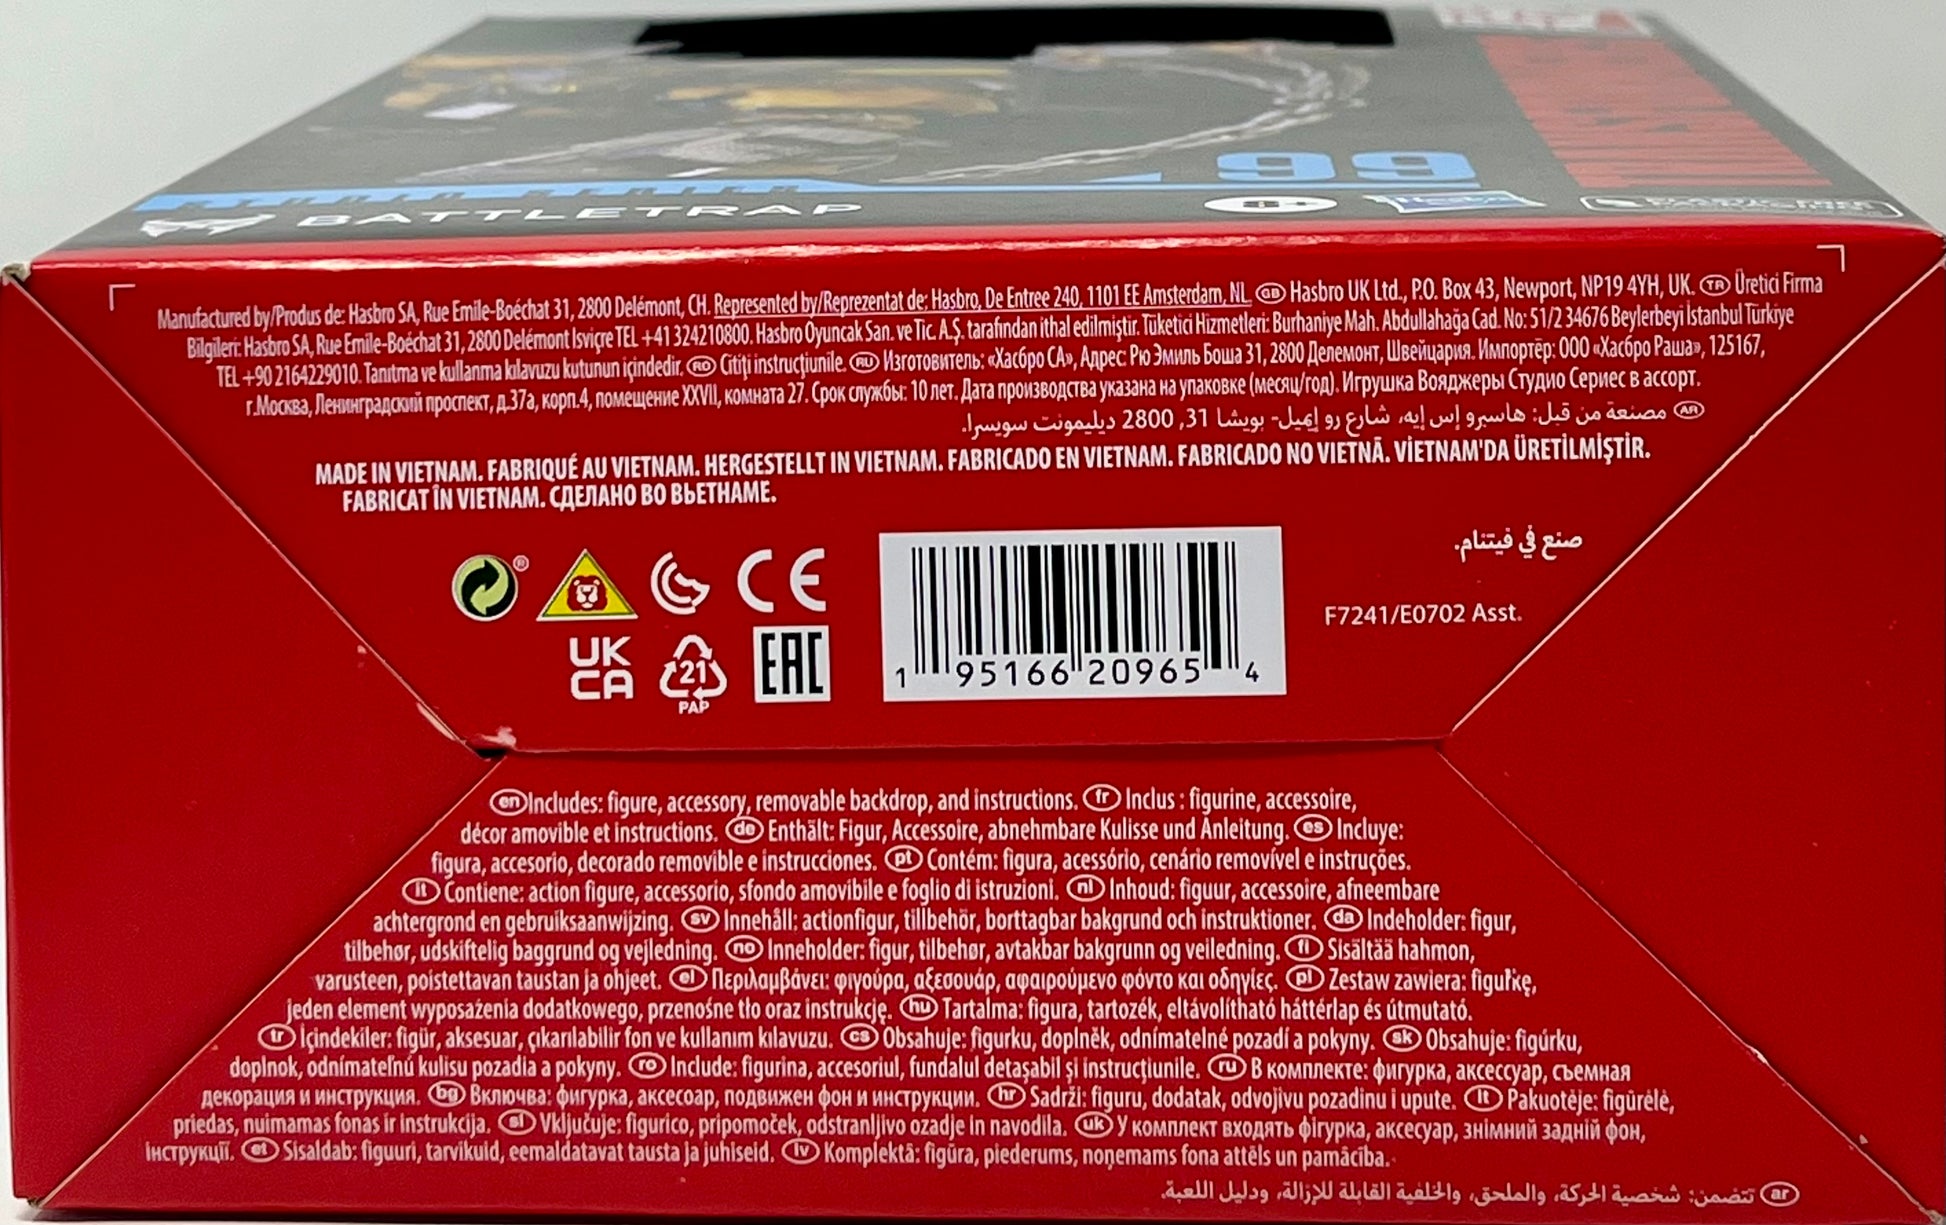 99
STUDIO SERIES
BATTLETRAP
8+
Hasbro
Manufactured by/Produs de: Hasbro SA, Rue Emile-Boéchat 31, 2800 Delémont, CH. Represented by/Reprezentat de: Hasbro, De Entree 240, 1101 EE Amsterdam, NL. GB Hasbro UK Ltd., P.O. Box 43, Newport, NP19 4YH, UK. TR Üretici Firma
Bilgileri: Hasbro SA, Rue Emile-Boéchat 31, 2800 Delémont İsviçre TEL +41 324210800. Hasbro Oyuncak San. ve Tic. A.Ş. tarafından ithal edilmiştir. Tüketici Hizmetleri: Burhaniye Mah. Abdullahağa Cad. No: 51/2 34676 Beylerbeyi İstanbul Türkiye
TEL +90 2164229010. Tanıtma ve kullanma kılavuzu kutunun içindedir. RO Citiți instrucțiunile. RU Изготовитель: «Хасбро СА», Адрес: Рю Эмиль Боша 31, 2800 Делемонт, Швейцария. Импортёр: ООО «Хасбро Раша», 125167,
г.Москва, Ленинградский проспект, д.37а, корп.4, помещение XXVII, комната 27. Срок службы: 10 лет. Дата производства указана на упаковке (месяц/год). Игрушка Вояджеры Студио Сериес в ассорт.
AR مصنعة من قبل: هاسبرو إس إيه، شارع رو إيميل- بويشا 31, 2800 ديليمونت سويسرا.
MADE IN VIETNAM. FABRIQUÉ AU VIETNAM. HERGESTELLT IN VIETNAM. FABRICADO EN VIETNAM. FABRICADO NO VIETNÃ. VİETNAM'DA ÜRETİLMİŞTİR.
FABRICAT ÎN VIETNAM. СДЕЛАНО ВО ВЬЕТНАМЕ.
صنع في فيتنام.
F7241/E0702 Asst.
CE
UK
CA
21
PAP
EAC
1 95166 20965 4
en Includes: figure, accessory, removable backdrop, and instructions. fr Inclus : figurine, accessoire,
décor amovible et instructions. de Enthält: Figur, Accessoire, abnehmbare Kulisse und Anleitung. es Incluye:
figura, accesorio, decorado removible e instrucciones. pt Contém: figura, acessório, cenário removível e instruções.
it Contiene: action figure, accessorio, sfondo amovibile e foglio di istruzioni. nl Inhoud: figuur, accessoire, afneembare
achtergrond en gebruiksaanwijzing. sv Innehåll: actionfigur, tillbehör, borttagbar bakgrund och instruktioner. da Indeholder: figur,
tilbehør, udskiftelig baggrund og vejledning. no Inneholder: figur, tilbehør, avtakbar bakgrunn og veiledning. fi Sisältää hahmon,
varusteen, poistettavan taustan ja ohjeet. el Περιλαμβάνει: φιγούρα, αξεσουάρ, αφαιρούμενο φόντο και οδηγίες. pl Zestaw zawiera: figurkę,
jeden element wyposażenia dodatkowego, przenośne tło oraz instrukcję. hu Tartalma: figura, tartozék, eltávolítható háttérlap és útmutató.
tr İçindekiler: figür, aksesuar, çıkarılabilir fon ve kullanım kılavuzu. cs Obsahuje: figurku, doplněk, odnímatelné pozadí a pokyny. sk Obsahuje: figúrku,
doplnok, odnímateľnú kulisu pozadia a pokyny. ro Include: figurina, accesoriul, fundalul detașabil și instrucțiunile. ru В комплекте: фигурка, аксессуар, съемная
декорация и инструкция. bg Включва: фигурка, аксесоар, подвижен фон и инструкции. hr Sadrži: figuru, dodatak, odvojivu pozadinu i upute. lt Pakuotėje: figūrėlė,
priedas, nuimamas fonas ir instrukcija. sl Vključuje: figurico, pripomoček, odstranljivo ozadje in navodila. uk У комплект входять фігурка, аксесуар, знімний задній фон,
інструкції. et Sisaldab: figuuri, tarvikuid, eemaldatavat tausta ja juhiseid. lv Komplektā: figūra, piederums, noņemams fona attēls un pamācība.
ar تتضمن: شخصية الحركة، والملحق، والخلفية القابلة للإزالة، ودليل اللعبة.